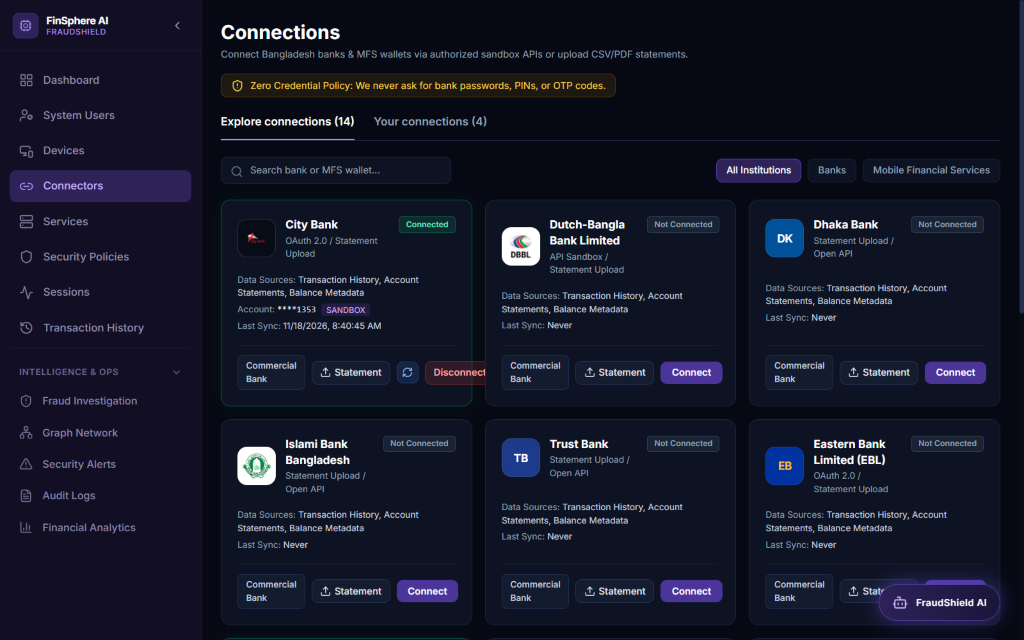 FinSphere AI
FRAUDSHIELD
Dashboard
System Users
Devices
Connectors
Services
Security Policies
Sessions
Transaction History
INTELLIGENCE & OPS
Fraud Investigation
Graph Network
Security Alerts
Audit Logs
Financial Analytics
Connections
Connect Bangladesh banks & MFS wallets via authorized sandbox APIs or upload CSV/PDF statements.
Zero Credential Policy: We never ask for bank passwords, PINs, or OTP codes.
Explore connections (14)
Your connections (4)
Search bank or MFS wallet...
All Institutions
Banks
Mobile Financial Services
City Bank
Connected
OAuth 2.0 / Statement
Upload
Data Sources: Transaction History, Account
Statements, Balance Metadata
Account: ****1353 SANDBOX
Last Sync: 11/18/2026, 8:40:45 AM
Commercial
Bank
Statement
Disconnect
DBBL
Dutch-Bangla
Bank Limited
Not Connected
API Sandbox /
Statement Upload
Data Sources: Transaction History, Account
Statements, Balance Metadata
Last Sync: Never
Commercial
Bank
Statement
Connect
DK
Dhaka Bank
Not Connected
Statement Upload /
Open API
Data Sources: Transaction History, Account
Statements, Balance Metadata
Last Sync: Never
Commercial
Bank
Statement
Connect
Islami Bank
Bangladesh
Not Connected
Statement Upload /
Open API
Data Sources: Transaction History, Account
Statements, Balance Metadata
Last Sync: Never
Commercial
Bank
Statement
Connect
TB
Trust Bank
Not Connected
Statement Upload /
Open API
Data Sources: Transaction History, Account
Statements, Balance Metadata
Last Sync: Never
Commercial
Bank
Statement
Connect
EB
Eastern Bank
Limited (EBL)
Not Connected
OAuth 2.0 /
Statement Upload
Data Sources: Transaction History, Account
Statements, Balance Metadata
Last Sync: Never
Commercial
Bank
FraudShield AI